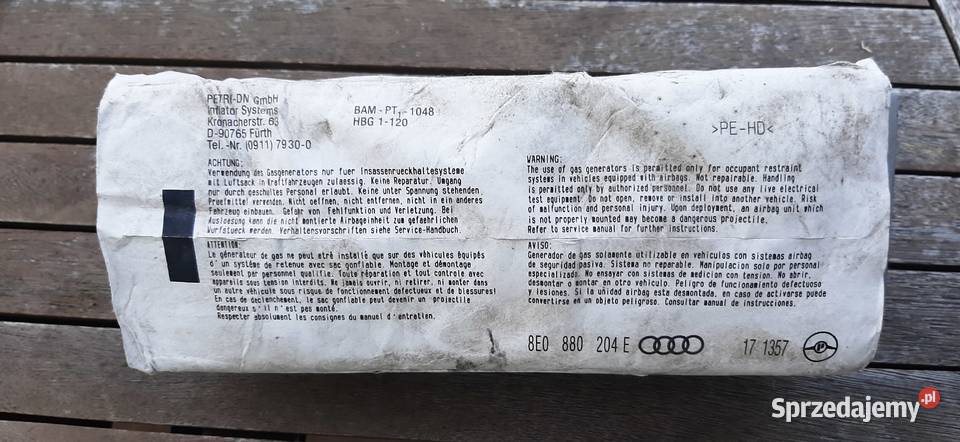 PETRI-DN GmbH
Inflator Systems
Kronacherstr. 63
D-90765 Fürth
Tel. -Nr. (0911) 7930-0
BAM - PT₁ - 1048
HBG 1-120
>PE-HD<
ACHTUNG:
Verwendung des Gasgenerators nur fuer Insassenrueckhaltesysteme
mit Luftsack in Kraftfahrzeugen zulaessig. Keine Reparatur. Umgang
nur durch geschultes Personal erlaubt. Keine unter Spannung stehenden
Pruefmittel verwenden. Nicht oeffnen, nicht entfernen, nicht in ein anderes
Fahrzeug einbauen. Gefahr von Fehlfunktion und Verletzung. Bei
Ausloesung kann die nicht montierte Airbageinheit zum gefaehrlichen
Wurfstueck werden. Verhaltensvorschriften siehe Service-Handbuch.
ATTENTION:
Le générateur de gaz ne peut etré installé que sur des véhicules équipés
d' un systéme de retenue avec sac gonflable. Montage et démontage
seulement par personnel qualifié. Toute réparation et tout controle avec
appareils sous tension interdits. Ne jamais ouvrir, ni retirer, ni monter dans
un autre véhicule sous risque de fonctionnement défectueux et de blessures!
En cas de déclenchement, le sac gonflable peut devenir un projectile
dangereux s' il n' est pas monté.
Respecter absolument les consignes du manuel d' entretien.
WARNING:
The use of gas generators is permitted only for occupant restraint
systems in vehicles equipped with airbags. Not repairable. Handling
is permitted only by authorized personnel. Do not use any live electrical
test equipment. Do not open, remove or install into another vehicle. Risk
of malfunction and personal injury. Upon deployment, an airbag unit which
is not properly mounted may become a dangerous projectile.
Refer to service manual for further instructions.
AVISO:
Generador de gas solamente utilizable en vehículos con sistemas airbag
de seguridad pasiva. Sistema no reparable. Manipulacion solo por personal
especializado. No ensayar con sistemas de medicion con tension. No abrir,
desmontar o montar en otro vehículo. Peligro de funcionamiento defectuoso
y lesiones. Si la unidad airbag esta desmontada, en caso de activarse puede
convertirse en un objeto peligroso. Consultar manual de instrucciones.
8E0 880 204 E
17 1357
P
Sprzedajemy.pl